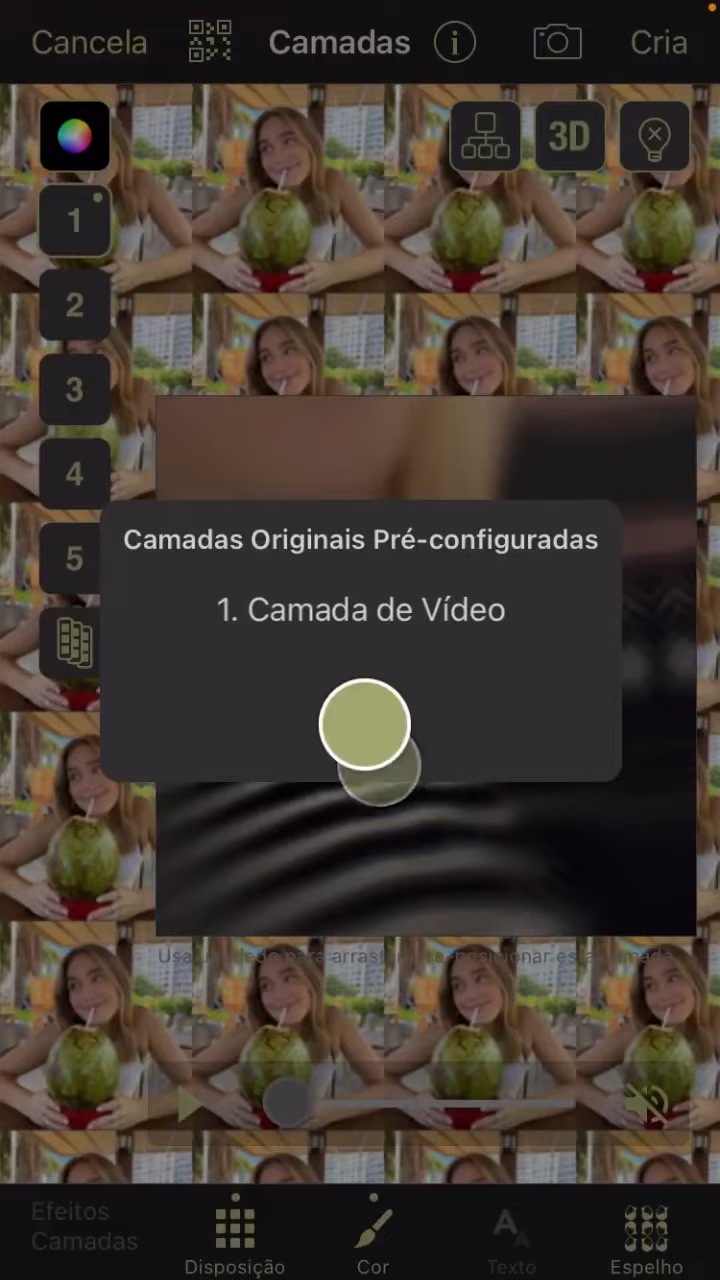 Cancela
Camadas
Cria
3D
1
2
3
4
5
Camadas Originais Pré-configuradas
1. Camada de Vídeo
Efeitos
Camadas
Disposição
Cor
Texto
Espelho